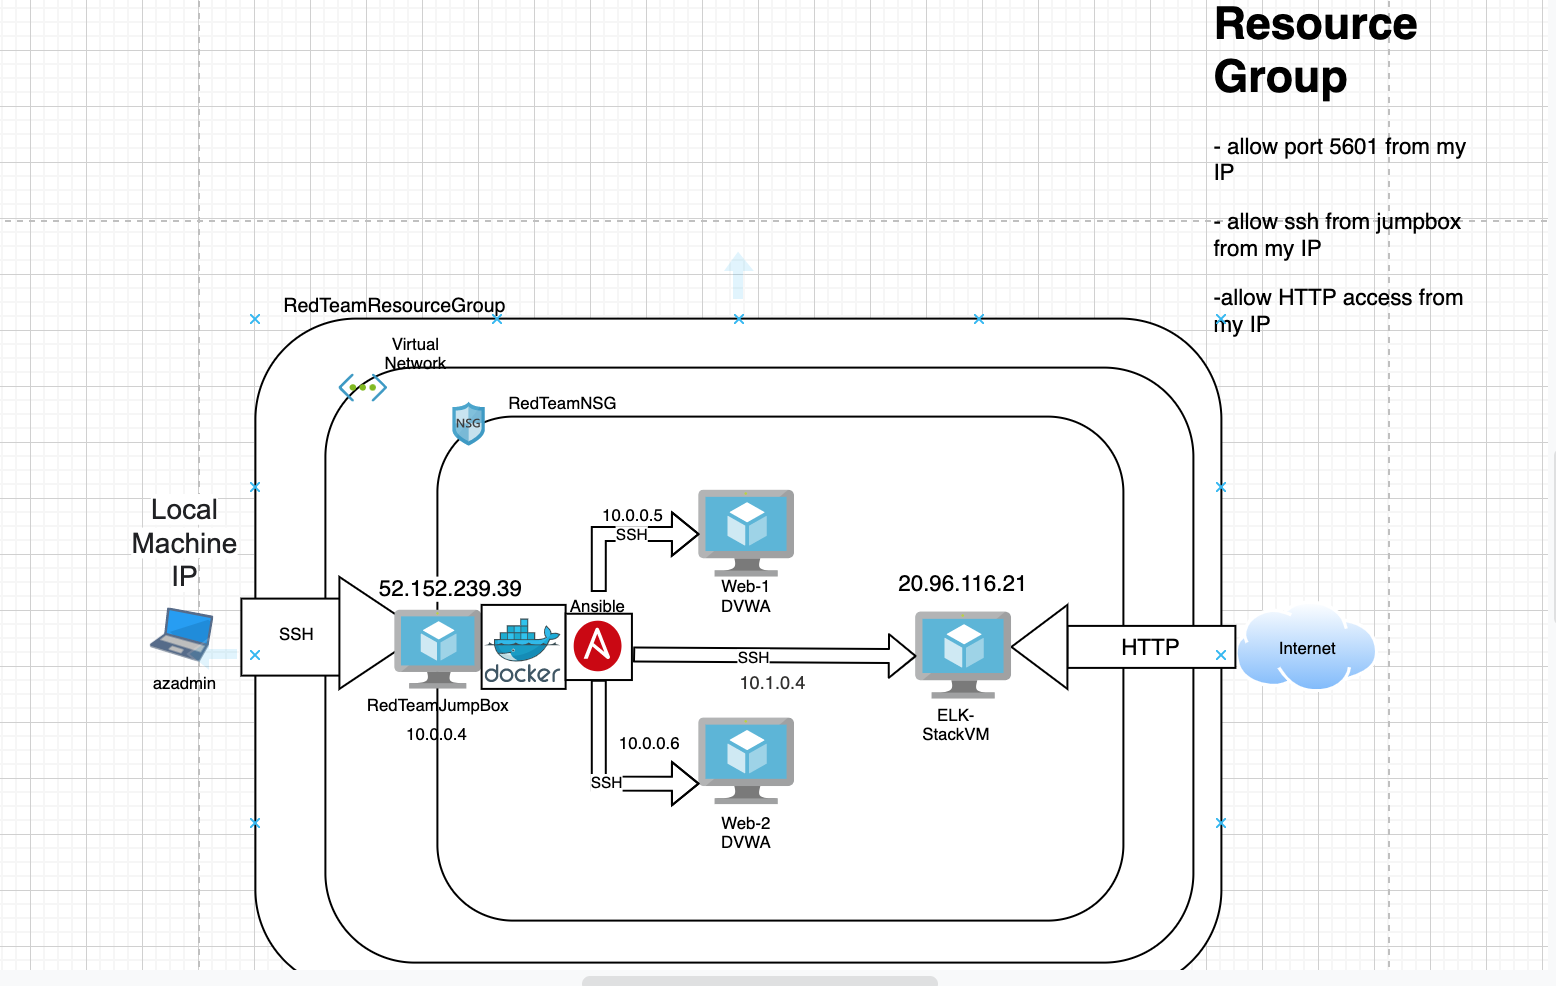 Resource
Group
- allow port 5601 from my
IP
- allow ssh from jumpbox
from my IP
-allow HTTP access from
my IP
RedTeamResourceGroup
Virtual
Network
NSG
RedTeamNSG
Local
Machine
IP
azadmin
SSH
52.152.239.39
RedTeamJumpBox
10.0.0.4
docker
Ansible
A
10.0.0.5
SSH
Web-1
DVWA
SSH
10.1.0.4
10.0.0.6
SSH
Web-2
DVWA
20.96.116.21
ELK-
StackVM
HTTP
Internet